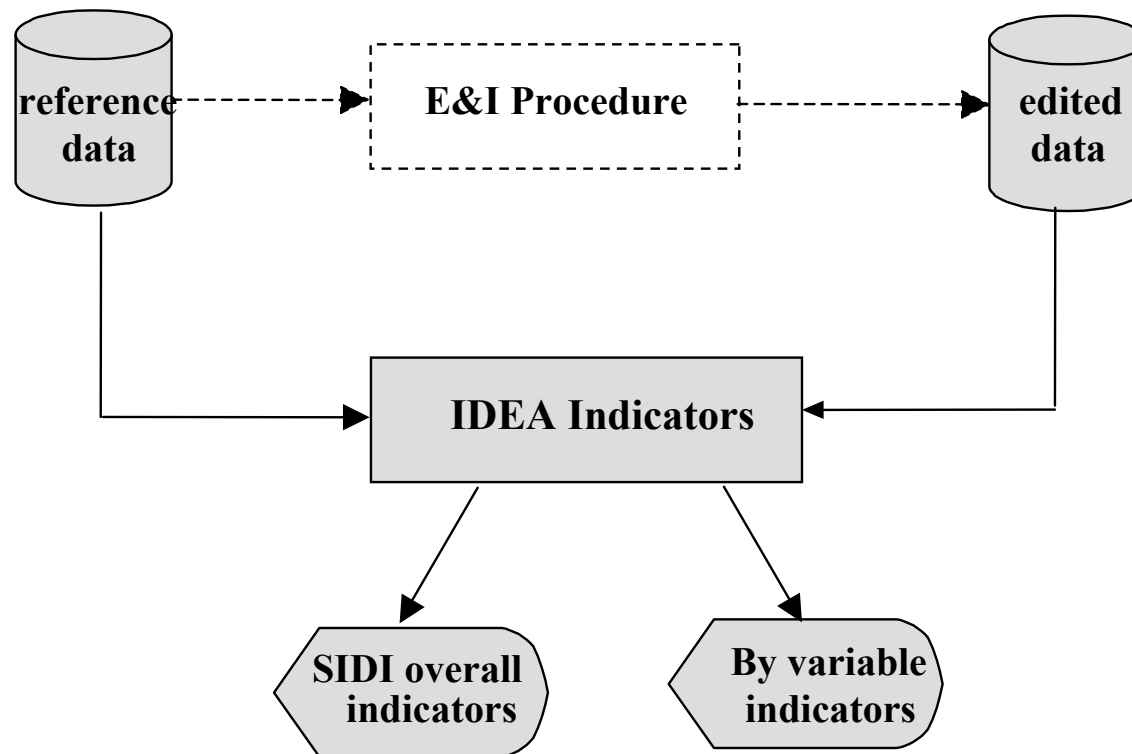 reference
data
E&I Procedure
edited
data
IDEA Indicators
SIDI overall
indicators
By variable
indicators